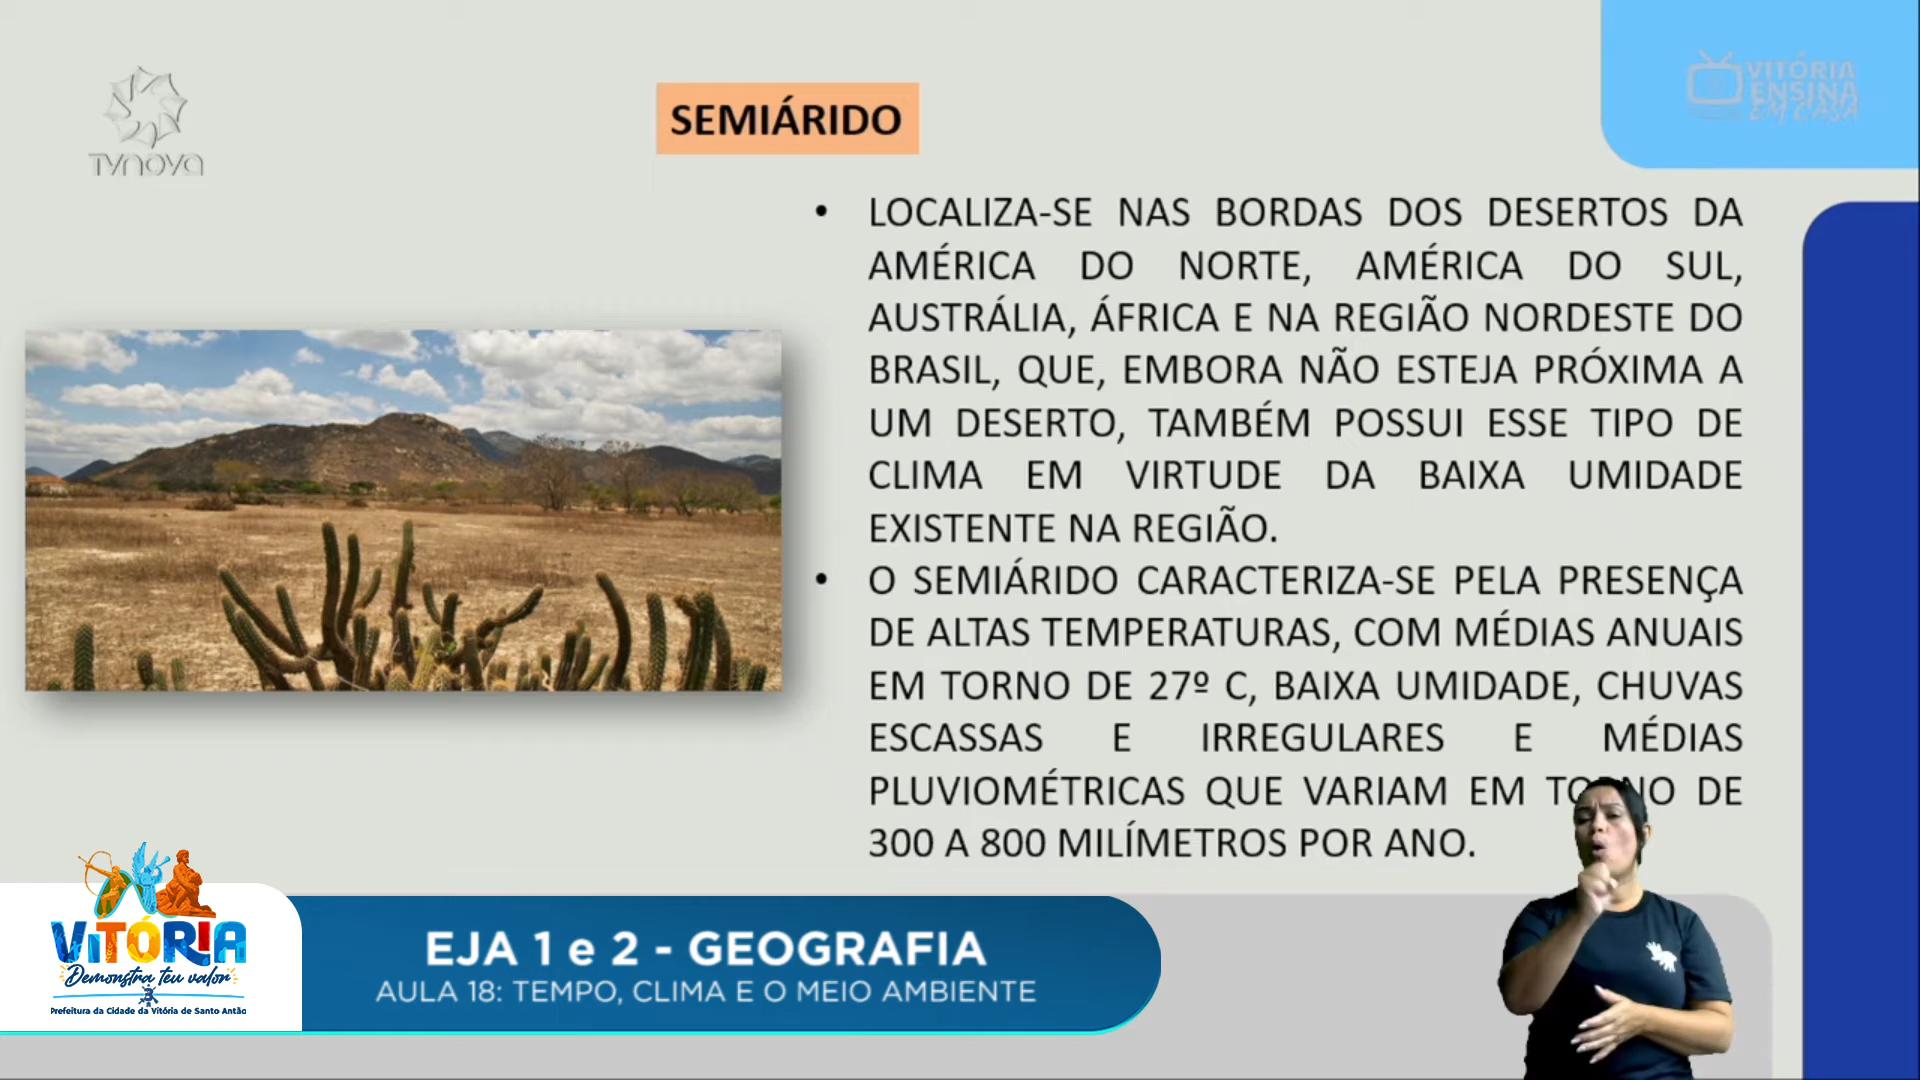 TVNOVA
VITÓRIA
ENSINA
EM CASA
SEMIÁRIDO
• LOCALIZA-SE NAS BORDAS DOS DESERTOS DA
AMÉRICA DO NORTE, AMÉRICA DO SUL,
AUSTRÁLIA, ÁFRICA E NA REGIÃO NORDESTE DO
BRASIL, QUE, EMBORA NÃO ESTEJA PRÓXIMA A
UM DESERTO, TAMBÉM POSSUI ESSE TIPO DE
CLIMA EM VIRTUDE DA BAIXA UMIDADE
EXISTENTE NA REGIÃO.
• O SEMIÁRIDO CARACTERIZA-SE PELA PRESENÇA
DE ALTAS TEMPERATURAS, COM MÉDIAS ANUAIS
EM TORNO DE 27º C, BAIXA UMIDADE, CHUVAS
ESCASSAS E IRREGULARES E MÉDIAS
PLUVIOMÉTRICAS QUE VARIAM EM TORNO DE
300 A 800 MILÍMETROS POR ANO.
VITÓRIA
Demonstra teu valor
Prefeitura da Cidade da Vitória de Santo Antão
EJA 1 e 2 - GEOGRAFIA
AULA 18: TEMPO, CLIMA E O MEIO AMBIENTE